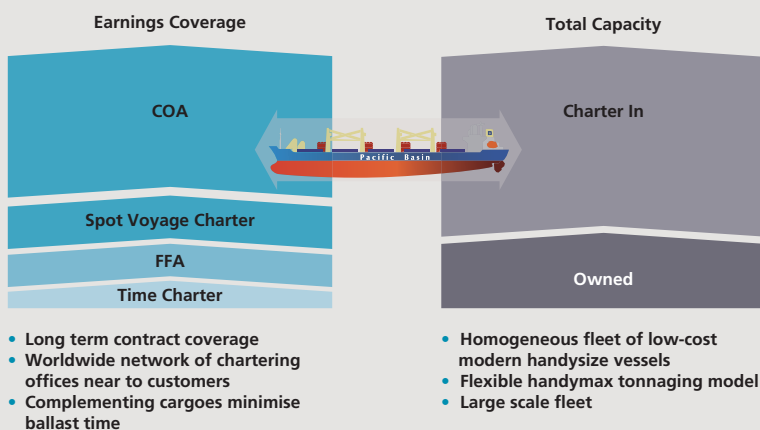 Earnings Coverage
COA
Spot Voyage Charter
FFA
Time Charter
• Long term contract coverage
• Worldwide network of chartering
offices near to customers
• Complementing cargoes minimise
ballast time
Pacific Basin
Total Capacity
Charter In
Owned
• Homogeneous fleet of low-cost
modern handysize vessels
• Flexible handymax tonnaging model
• Large scale fleet